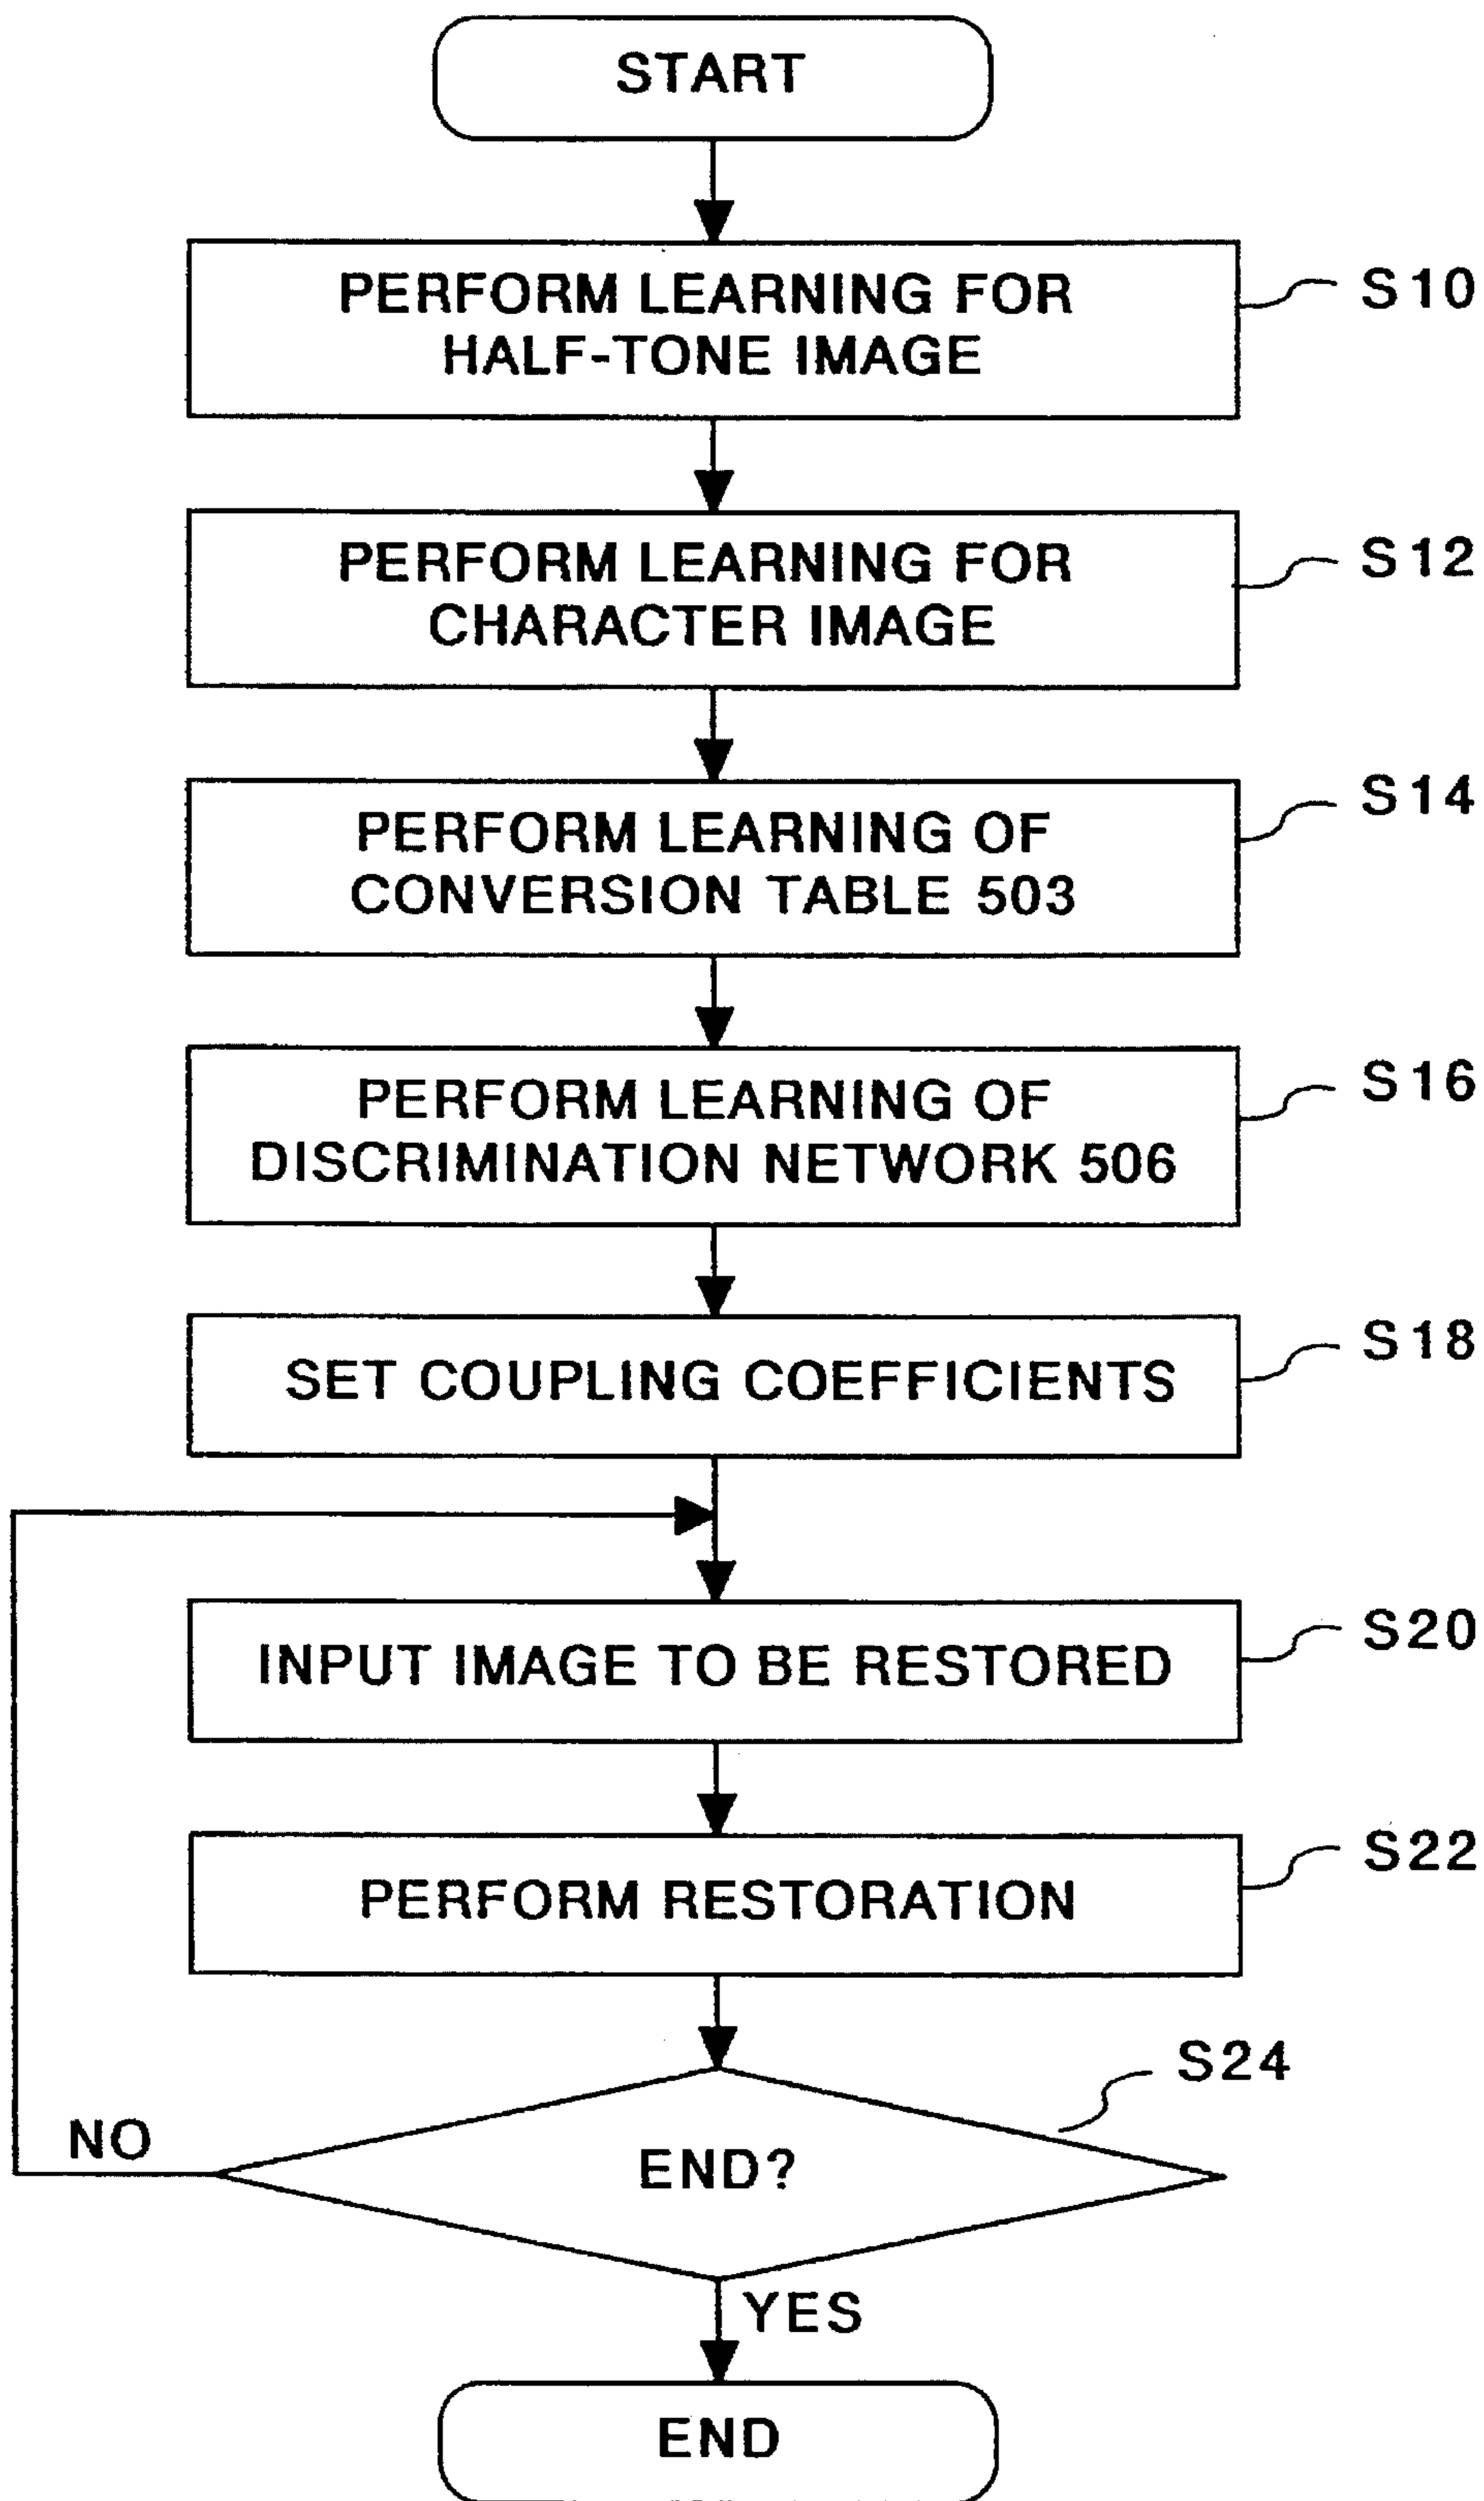 START
PERFORM LEARNING FOR
HALF-TONE IMAGE
S10
PERFORM LEARNING FOR
CHARACTER IMAGE
S12
PERFORM LEARNING OF
CONVERSION TABLE 503
S14
PERFORM LEARNING OF
DISCRIMINATION NETWORK 506
S16
SET COUPLING COEFFICIENTS
S18
INPUT IMAGE TO BE RESTORED
S20
PERFORM RESTORATION
S22
S24
END?
NO
YES
END